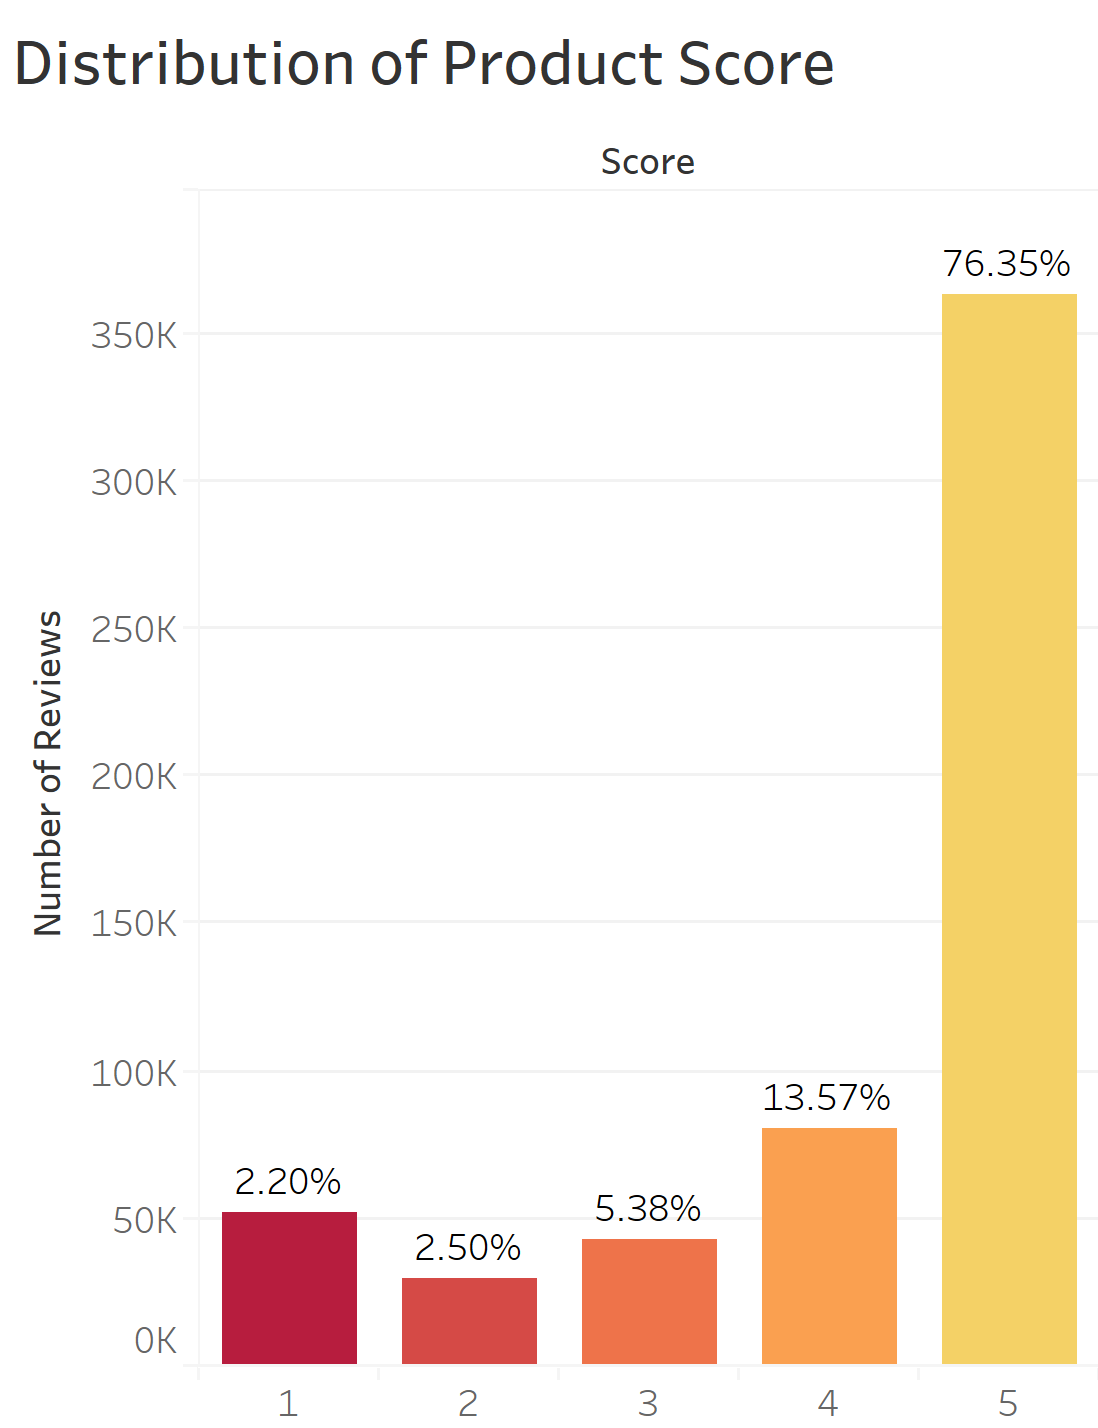 Distribution of Product Score
Score
Number of Reviews
350K
300K
250K
200K
150K
100K
50K
0K
2.20%
2.50%
5.38%
13.57%
76.35%
1 2 3 4 5